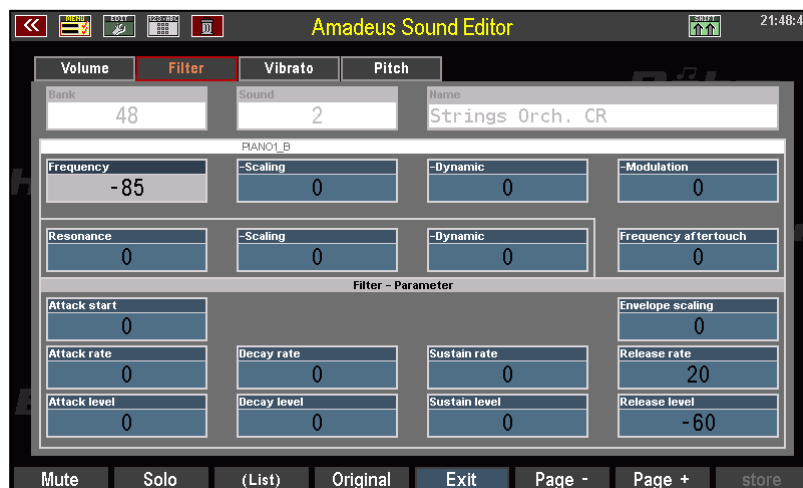 MENU EDIT 123-ABC Amadeus Sound Editor SHIFT 21:48:4
Volume Filter Vibrato Pitch
Bank Sound Name
48 2 Strings Orch. CR
PIANO1_B
Frequency -Scaling -Dynamic -Modulation
-85 0 0 0
Resonance -Scaling -Dynamic Frequency aftertouch
0 0 0 0
Filter - Parameter
Attack start Envelope scaling
0 0
Attack rate Decay rate Sustain rate Release rate
0 0 0 20
Attack level Decay level Sustain level Release level
0 0 0 -60
Mute Solo (List) Original Exit Page - Page + store